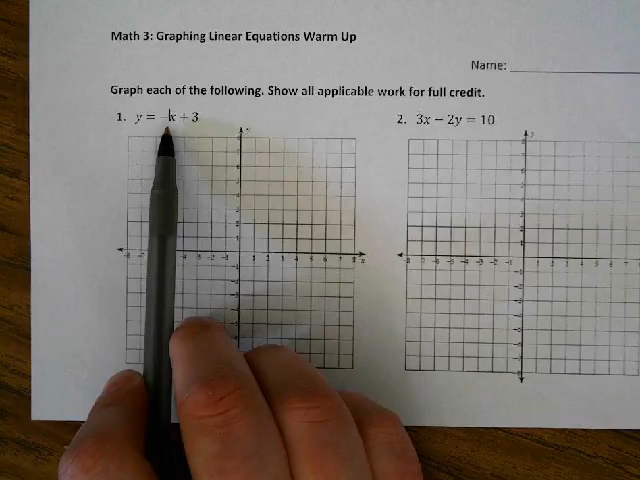 Math 3: Graphing Linear Equations Warm Up
Name:
Graph each of the following. Show all applicable work for full credit.
1. y = −x + 3
2. 3x − 2y = 10